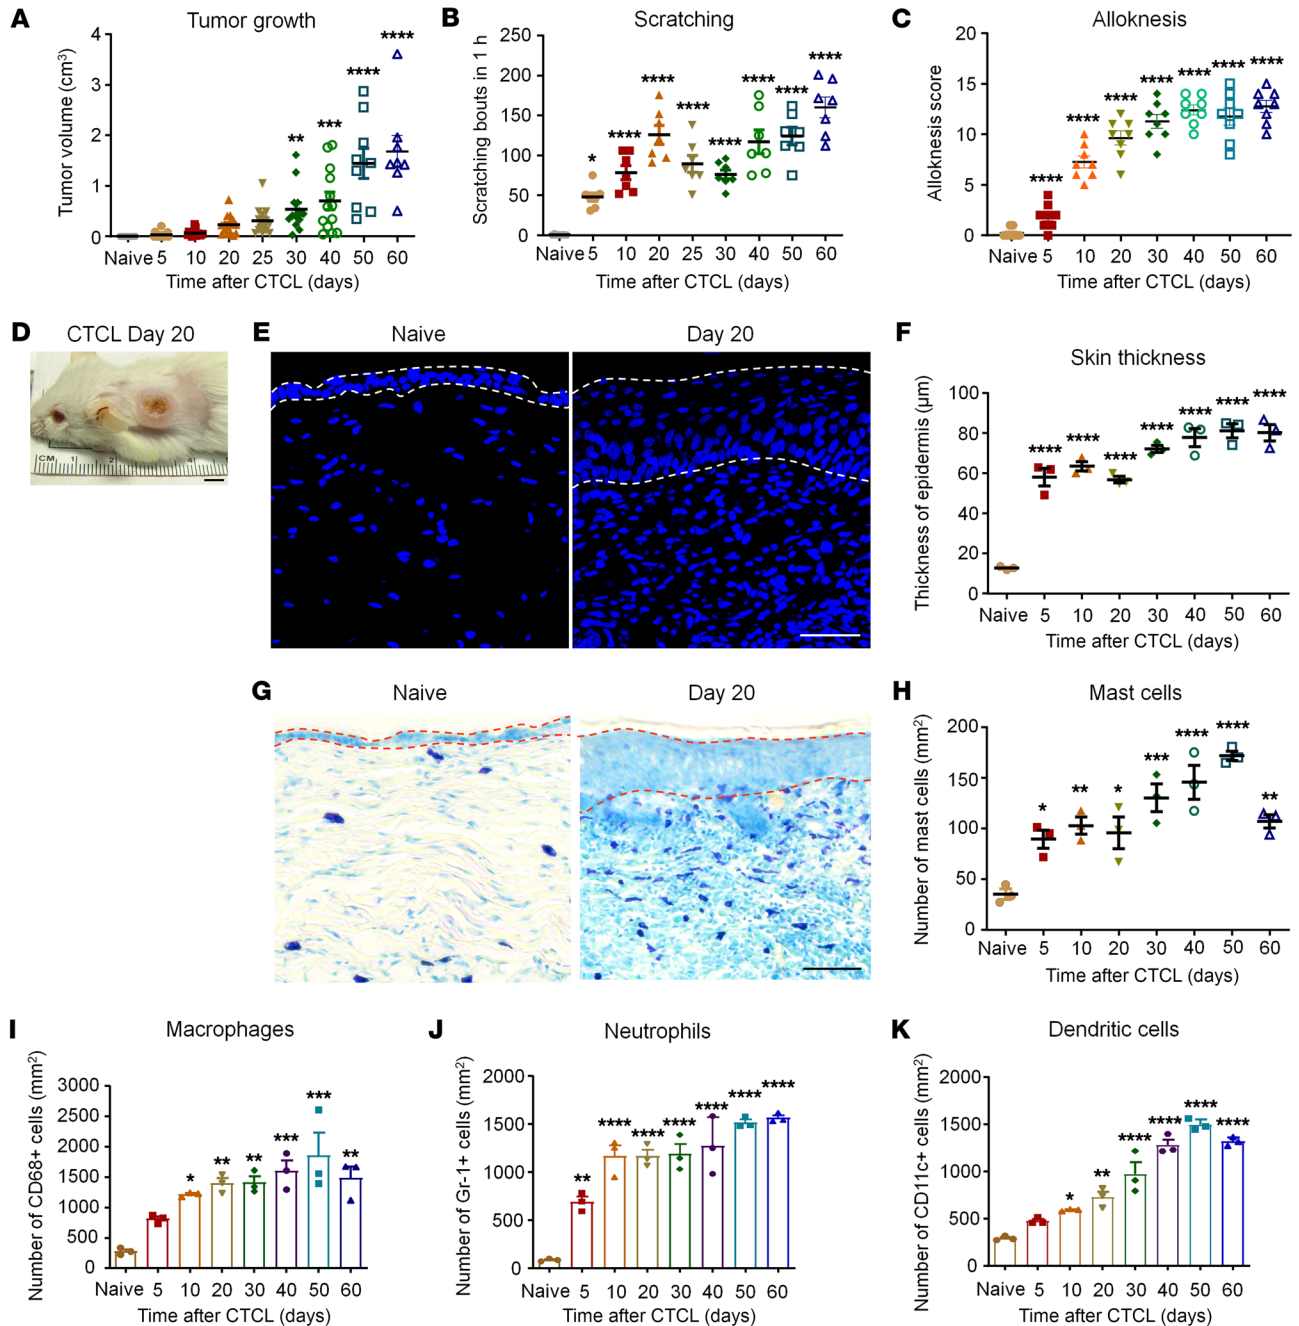 A
Tumor growth
Tumor volume (cm3)
4
3
2
1
0
** *** **** ****
Naive 5 10 20 25 30 40 50 60
Time after CTCL (days)
B
Scratching
Scratching bouts in 1 h
250
200
150
100
50
0
* **** **** **** **** **** **** ****
Naive 5 10 20 25 30 40 50 60
Time after CTCL (days)
C
Alloknesis
Alloknesis score
20
15
10
5
0
**** **** **** **** **** **** ****
Naive 5 10 20 30 40 50 60
Time after CTCL (days)
D
CTCL Day 20
CM 1 2 4
E
Naive
Day 20
F
Skin thickness
Thickness of epidermis (µm)
100
80
60
40
20
0
**** **** **** **** **** **** ****
Naive 5 10 20 30 40 50 60
Time after CTCL (days)
G
Naive
Day 20
H
Mast cells
Number of mast cells (mm2)
200
150
100
50
0
* ** * *** **** **** **
Naive 5 10 20 30 40 50 60
Time after CTCL (days)
I
Macrophages
Number of CD68+ cells (mm2)
3000
2500
2000
1500
1000
500
0
* ** ** *** *** **
Naive 5 10 20 30 40 50 60
Time after CTCL (days)
J
Neutrophils
Number of Gr-1+ cells (mm2)
2000
1500
1000
500
0
** **** **** **** **** **** ****
Naive 5 10 20 30 40 50 60
Time after CTCL (days)
K
Dendritic cells
Number of CD11c+ cells (mm2)
2000
1500
1000
500
0
* ** **** **** **** ****
Naive 5 10 20 30 40 50 60
Time after CTCL (days)